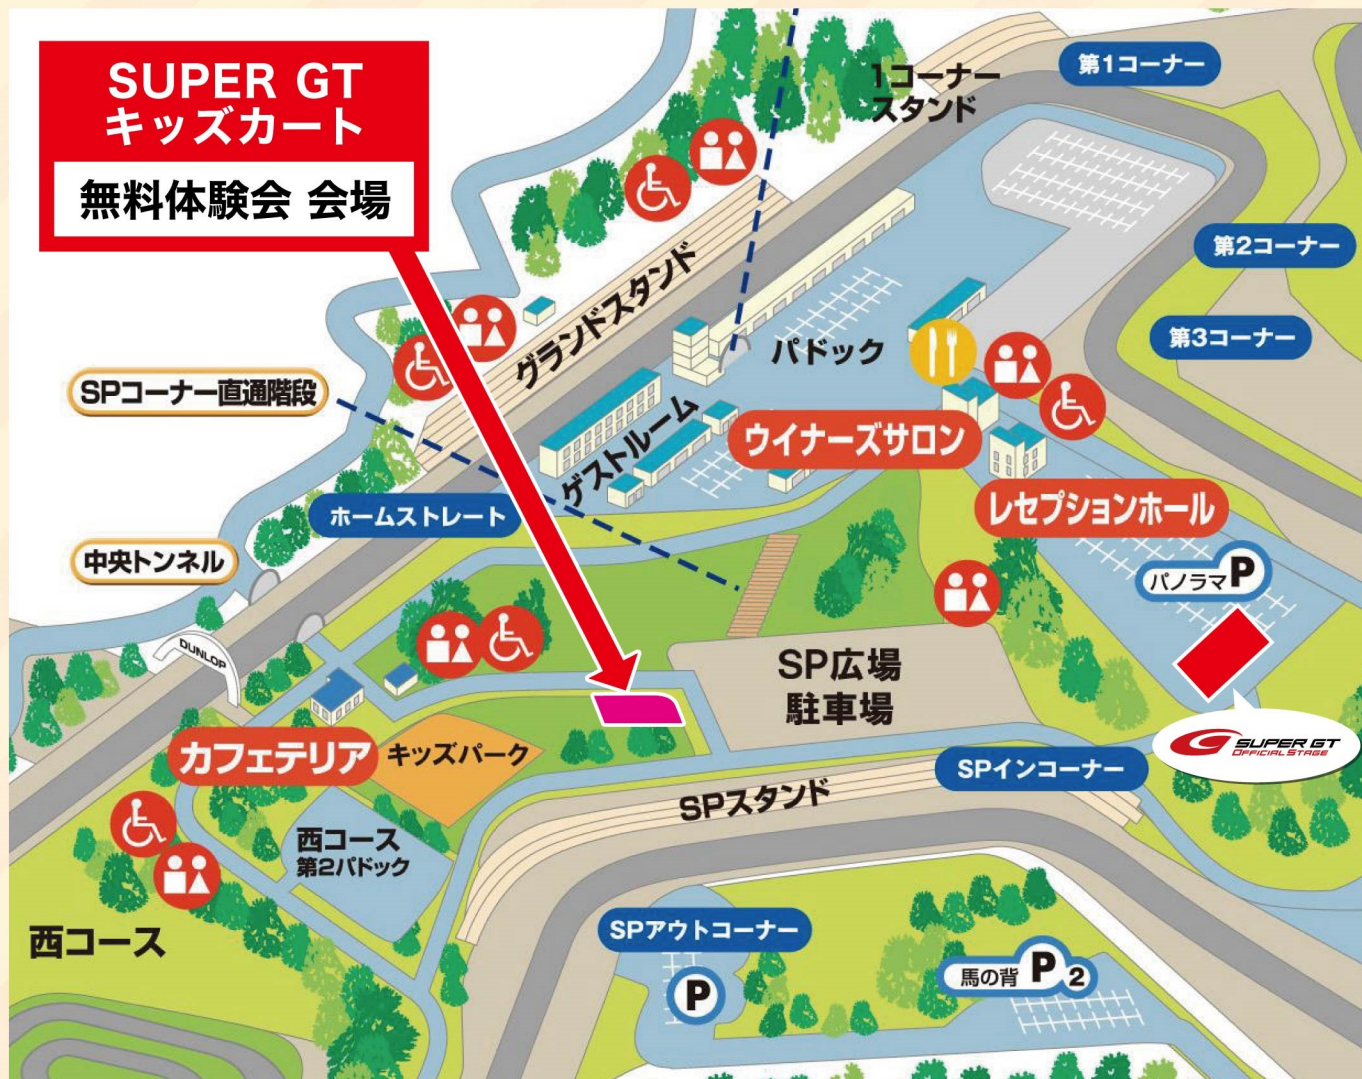 SUPER GT
キッズカート
無料体験会 会場
1コーナー
スタンド
第1コーナー
第2コーナー
第3コーナー
グランドスタンド
パドック
SPコーナー直通階段
ゲストルーム
ウイナーズサロン
レセプションホール
ホームストレート
中央トンネル
パノラマP
DUNLOP
SP広場
駐車場
SUPER GT
OFFICIAL STAGE
カフェテリア
キッズパーク
SPインコーナー
SPスタンド
西コース
第2パドック
西コース
SPアウトコーナー
P
馬の背 P 2